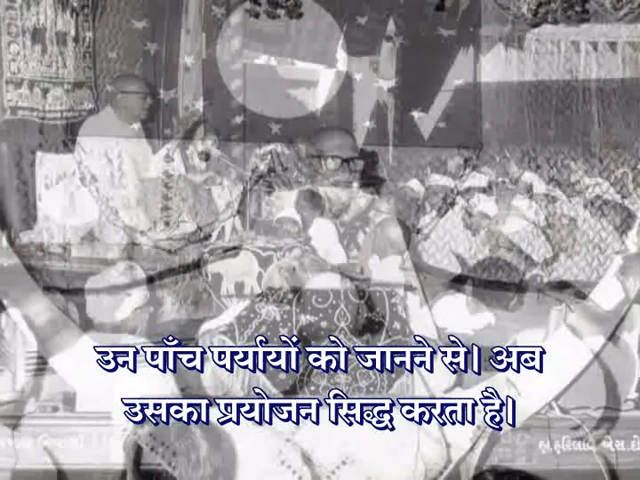 उन पाँच पर्यायों को जानने से। अब
उसका प्रयोजन सिद्ध करता है।